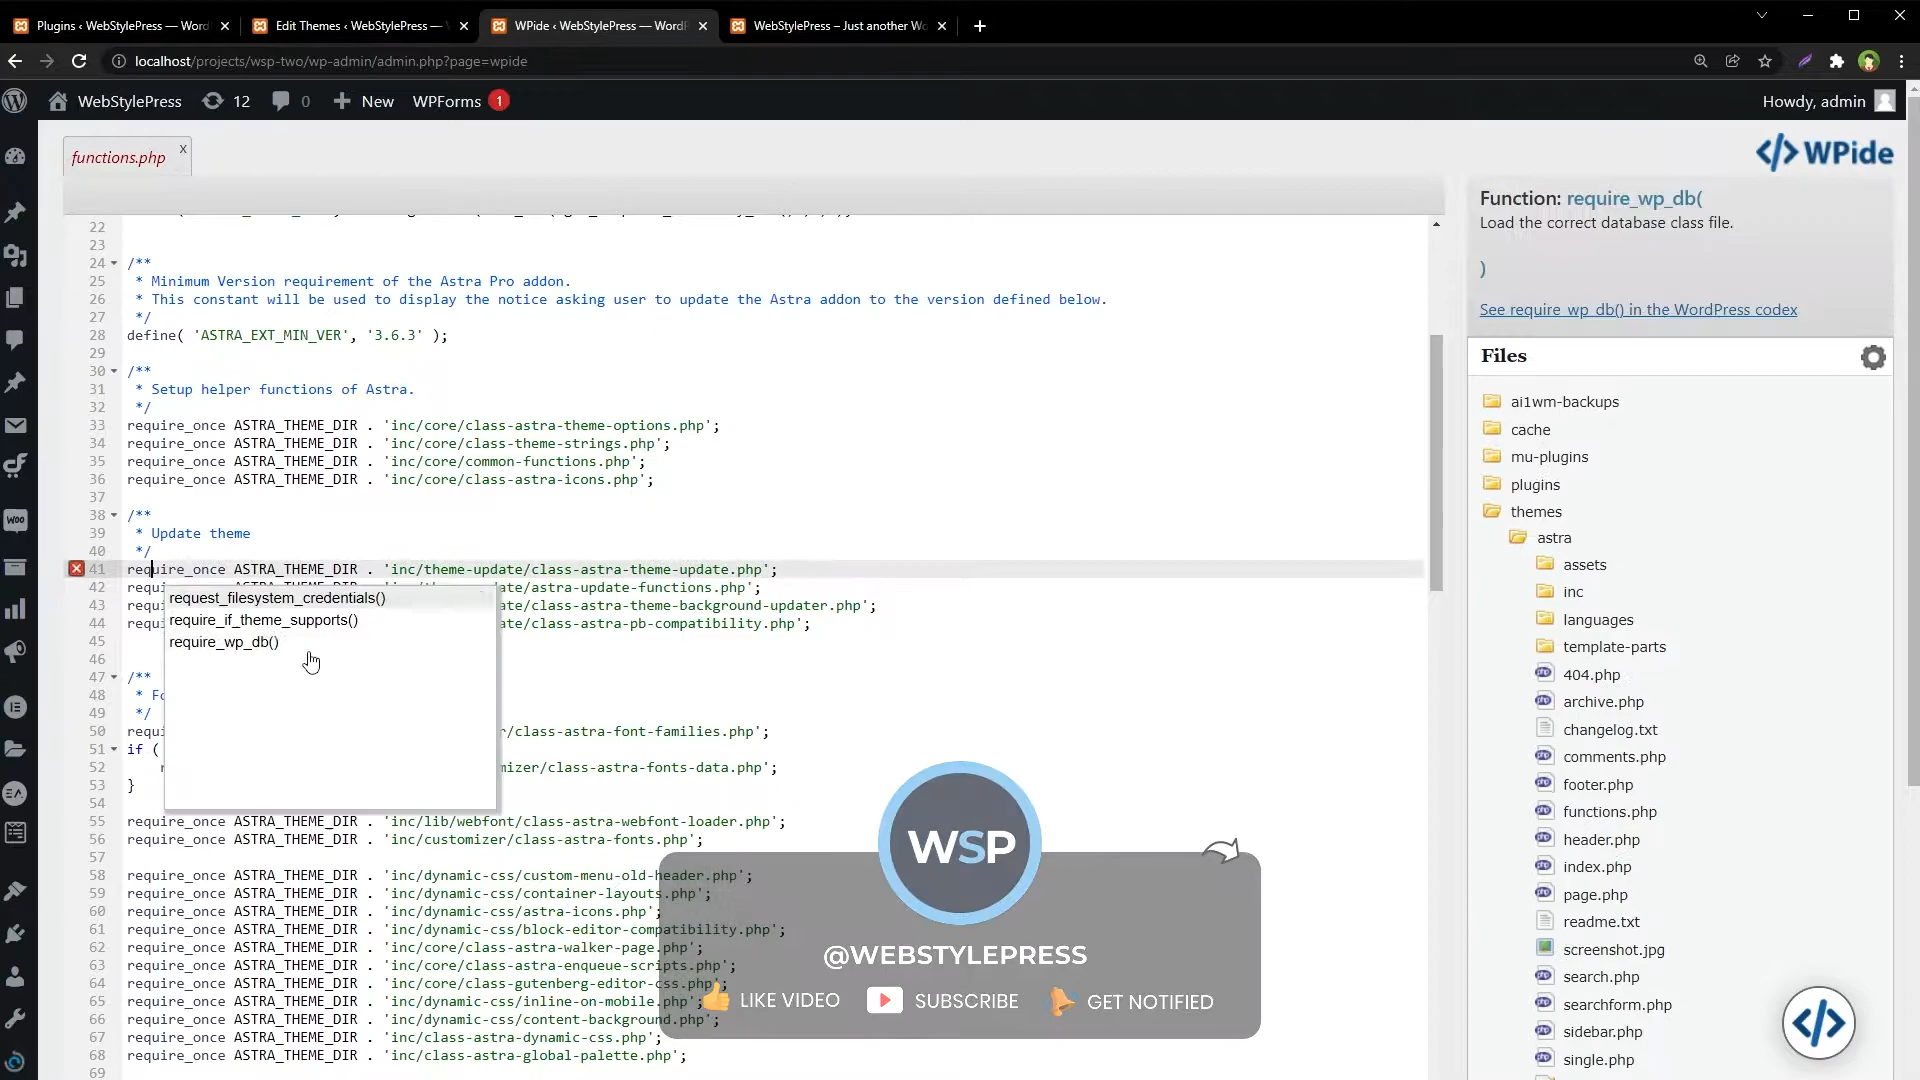 Plugins ‹ WebStylePress — Word
Edit Themes ‹ WebStylePress —
WPide ‹ WebStylePress — WordP
WebStylePress – Just another Wo
localhost/projects/wsp-two/wp-admin/admin.php?page=wpide
WebStylePress
12
0
New
WPForms
1
Howdy, admin
functions.php
x
WPide
Function: require_wp_db(
Load the correct database class file.
)
See require_wp_db() in the WordPress codex
22
23
24 /**
25 * Minimum Version requirement of the Astra Pro addon.
26 * This constant will be used to display the notice asking user to update the Astra addon to the version defined below.
27 */
28 define( 'ASTRA_EXT_MIN_VER', '3.6.3' );
29
30 /**
31 * Setup helper functions of Astra.
32 */
33 require_once ASTRA_THEME_DIR . 'inc/core/class-astra-theme-options.php';
34 require_once ASTRA_THEME_DIR . 'inc/core/class-theme-strings.php';
35 require_once ASTRA_THEME_DIR . 'inc/core/common-functions.php';
36 require_once ASTRA_THEME_DIR . 'inc/core/class-astra-icons.php';
37
38 /**
39 * Update theme
40 */
41 require_once ASTRA_THEME_DIR . 'inc/theme-update/class-astra-theme-update.php';
42 requ ate/astra-update-functions.php';
43 requi ate/class-astra-theme-background-updater.php';
44 requi ate/class-astra-pb-compatibility.php';
45
46
47 /**
48 * Fo
49 */
50 requi r/class-astra-font-families.php';
51 if (
52 r mizer/class-astra-fonts-data.php';
53 }
54
55 require_once ASTRA_THEME_DIR . 'inc/lib/webfont/class-astra-webfont-loader.php';
56 require_once ASTRA_THEME_DIR . 'inc/customizer/class-astra-fonts.php';
57
58 require_once ASTRA_THEME_DIR . 'inc/dynamic-css/custom-menu-old-header.php';
59 require_once ASTRA_THEME_DIR . 'inc/dynamic-css/container-layouts.php';
60 require_once ASTRA_THEME_DIR . 'inc/dynamic-css/astra-icons.php';
61 require_once ASTRA_THEME_DIR . 'inc/dynamic-css/block-editor-compatibility.php';
62 require_once ASTRA_THEME_DIR . 'inc/core/class-astra-walker-page.php';
63 require_once ASTRA_THEME_DIR . 'inc/core/class-astra-enqueue-scripts.php';
64 require_once ASTRA_THEME_DIR . 'inc/core/class-gutenberg-editor-css.php';
65 require_once ASTRA_THEME_DIR . 'inc/dynamic-css/inline-on-mobile.php';
66 require_once ASTRA_THEME_DIR . 'inc/dynamic-css/content-background.php';
67 require_once ASTRA_THEME_DIR . 'inc/class-astra-dynamic-css.php';
68 require_once ASTRA_THEME_DIR . 'inc/class-astra-global-palette.php';
69
request_filesystem_credentials()
require_if_theme_supports()
require_wp_db()
Files
ai1wm-backups
cache
mu-plugins
plugins
themes
astra
assets
inc
languages
template-parts
404.php
archive.php
changelog.txt
comments.php
footer.php
functions.php
header.php
index.php
page.php
readme.txt
screenshot.jpg
search.php
searchform.php
sidebar.php
single.php
WSP
@WEBSTYLEPRESS
LIKE VIDEO
SUBSCRIBE
GET NOTIFIED